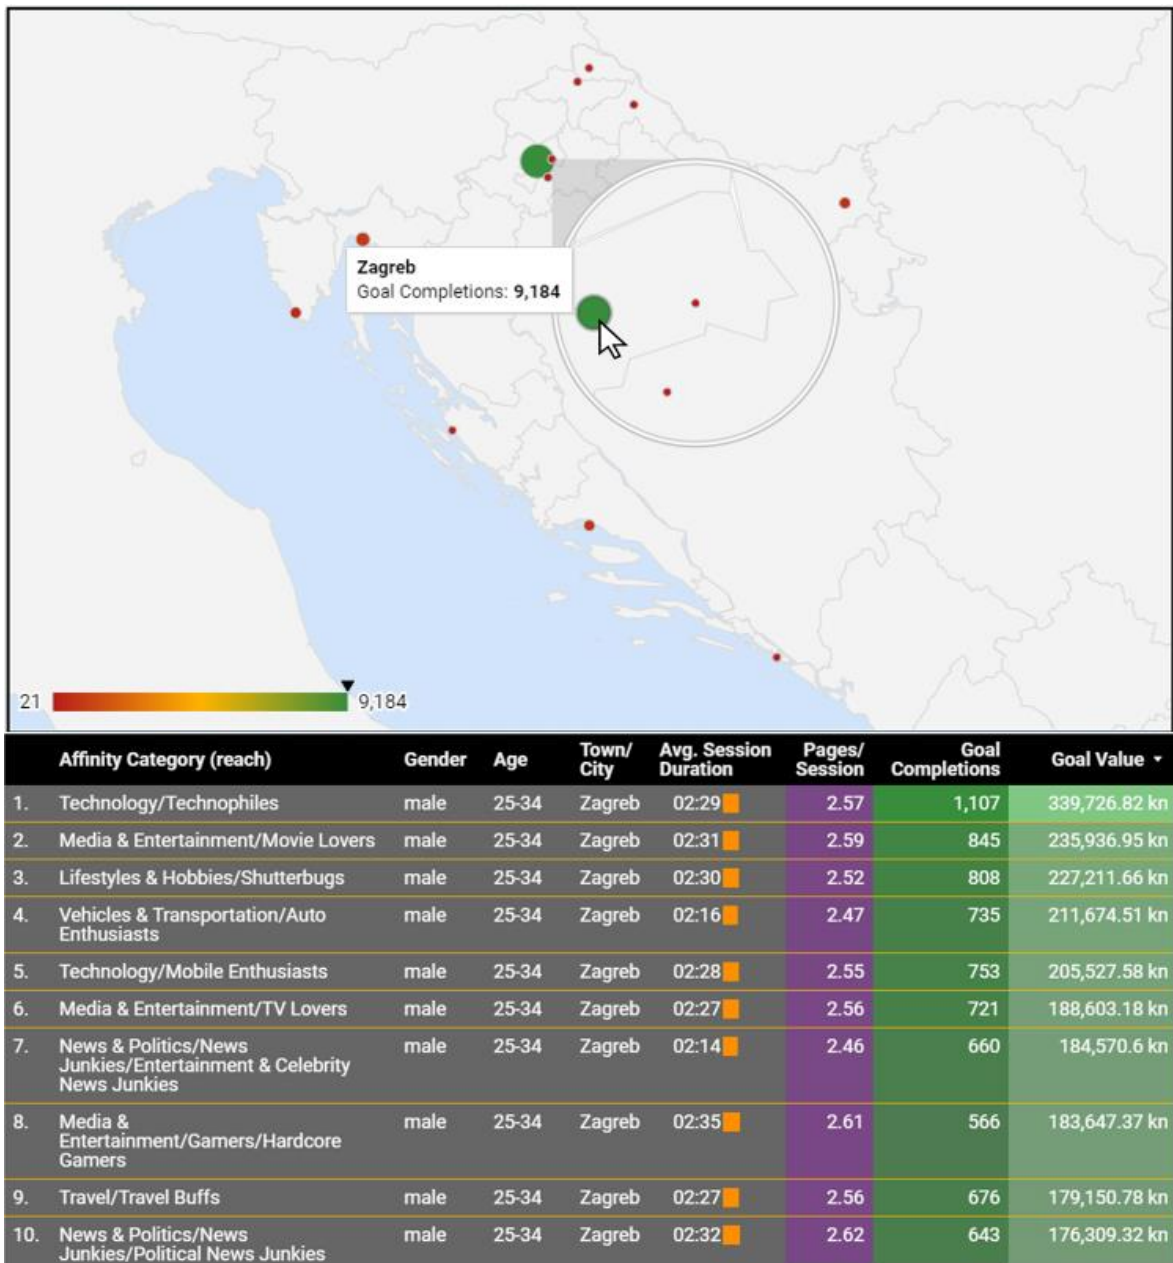 Zagreb
Goal Completions: 9,184
21 9,184
Affinity Category (reach) Gender Age Town/ City Avg. Session Duration Pages/ Session Goal Completions Goal Value
1. Technology/Technophiles male 25-34 Zagreb 02:29 2.57 1,107 339,726.82 kn
2. Media & Entertainment/Movie Lovers male 25-34 Zagreb 02:31 2.59 845 235,936.95 kn
3. Lifestyles & Hobbies/Shutterbugs male 25-34 Zagreb 02:30 2.52 808 227,211.66 kn
4. Vehicles & Transportation/Auto male 25-34 Zagreb 02:16 2.47 735 211,674.51 kn
Enthusiasts
5. Technology/Mobile Enthusiasts male 25-34 Zagreb 02:28 2.55 753 205,527.58 kn
6. Media & Entertainment/TV Lovers male 25-34 Zagreb 02:27 2.56 721 188,603.18 kn
7. News & Politics/News male 25-34 Zagreb 02:14 2.46 660 184,570.6 kn
Junkies/Entertainment & Celebrity
News Junkies
8. Media & male 25-34 Zagreb 02:35 2.61 566 183,647.37 kn
Entertainment/Gamers/Hardcore
Gamers
9. Travel/Travel Buffs male 25-34 Zagreb 02:27 2.56 676 179,150.78 kn
10. News & Politics/News male 25-34 Zagreb 02:32 2.62 643 176,309.32 kn
Junkies/Political News Junkies